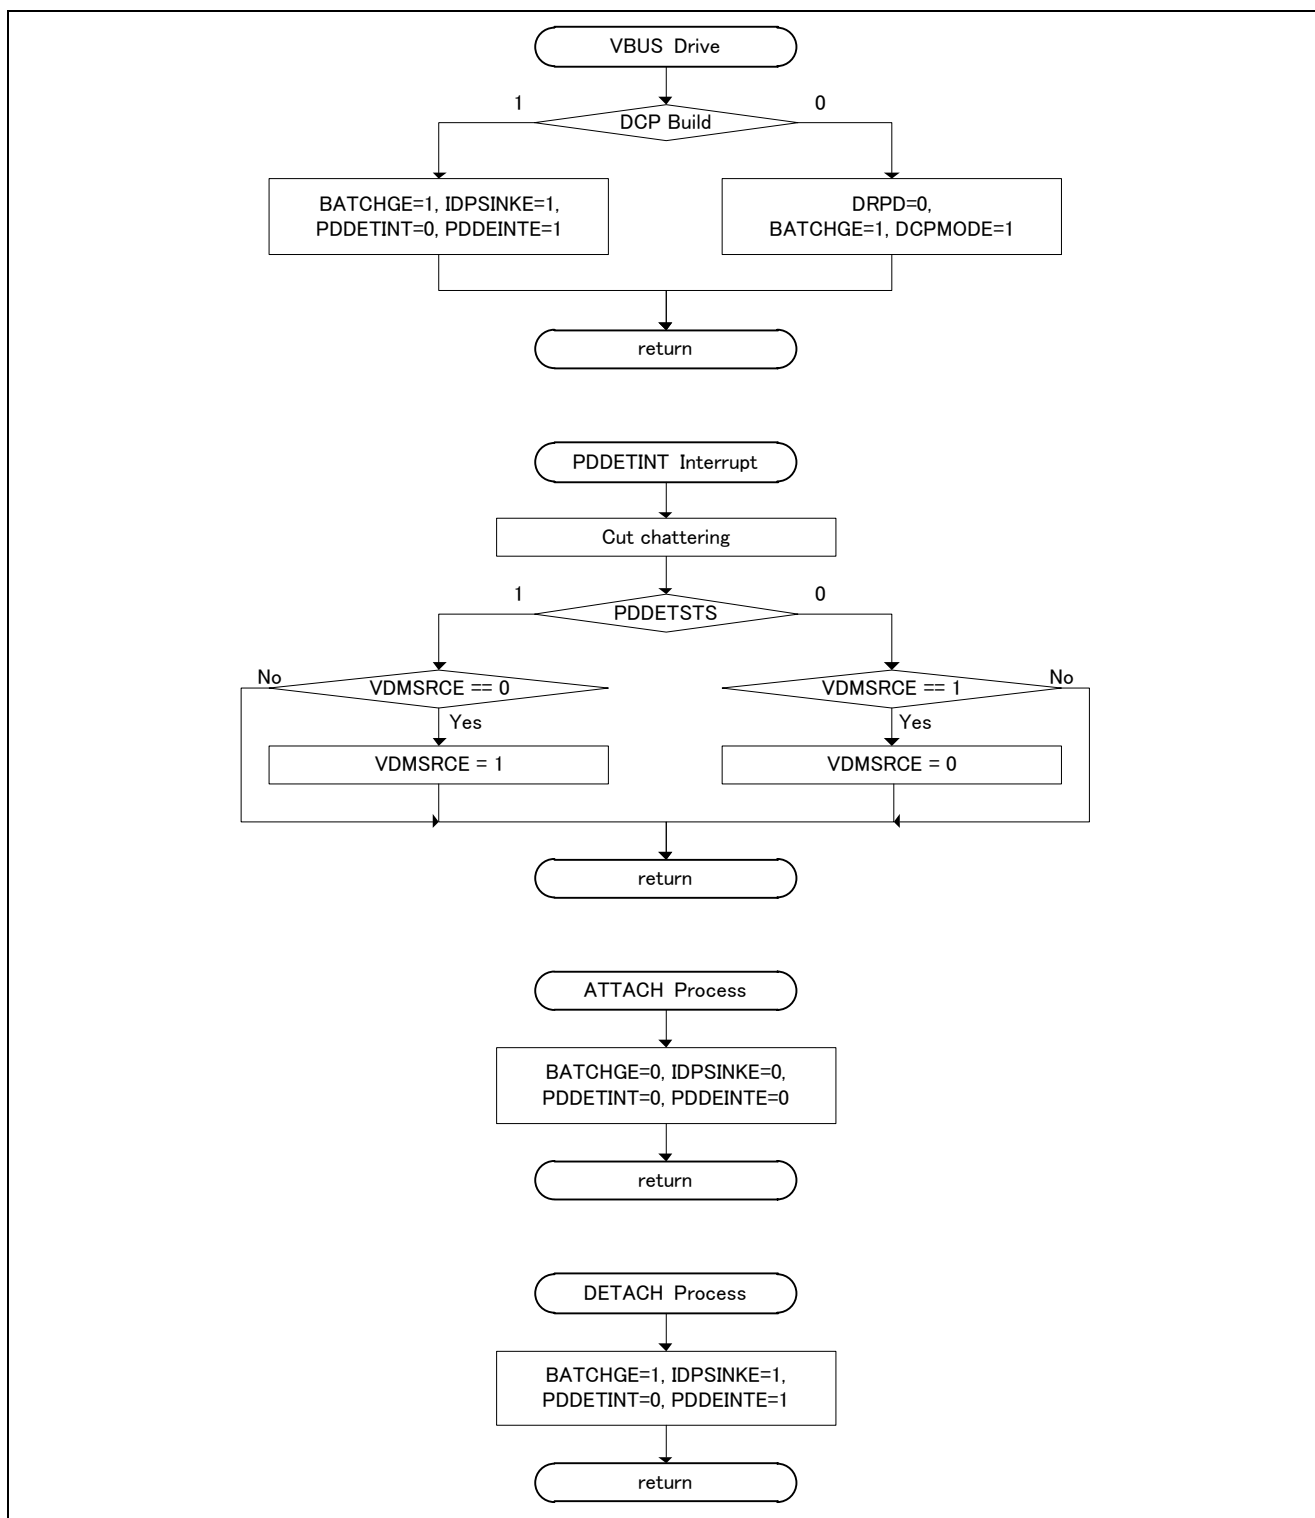 VBUS Drive
1
0
DCP Build
BATCHGE=1, IDPSINKE=1,
PDDETINT=0, PDDEINTE=1
DRPD=0,
BATCHGE=1, DCPMODE=1
return
PDDETINT Interrupt
Cut chattering
1
0
PDDETSTS
No
VDMSRCE == 0
VDMSRCE == 1
No
Yes
Yes
VDMSRCE = 1
VDMSRCE = 0
return
ATTACH Process
BATCHGE=0, IDPSINKE=0,
PDDETINT=0, PDDEINTE=0
return
DETACH Process
BATCHGE=1, IDPSINKE=1,
PDDETINT=0, PDDEINTE=1
return